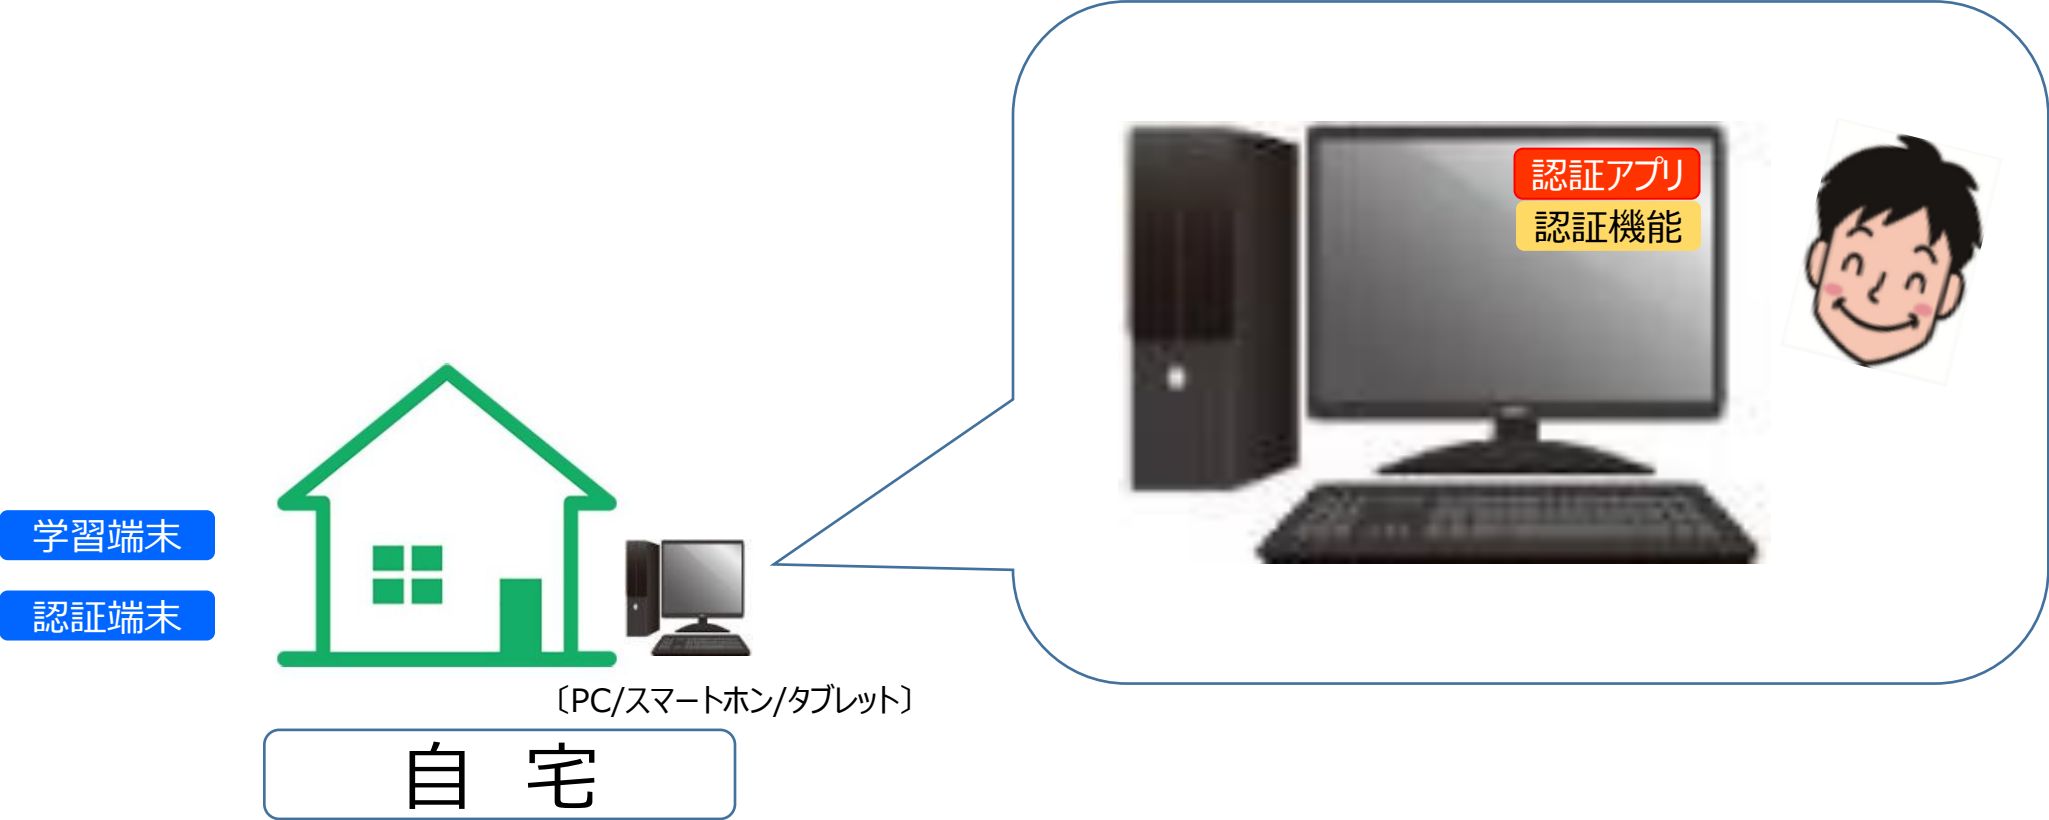 認証アプリ
認証機能
学習端末
認証端末
〔PC/スマートホン/タブレット〕
自 宅